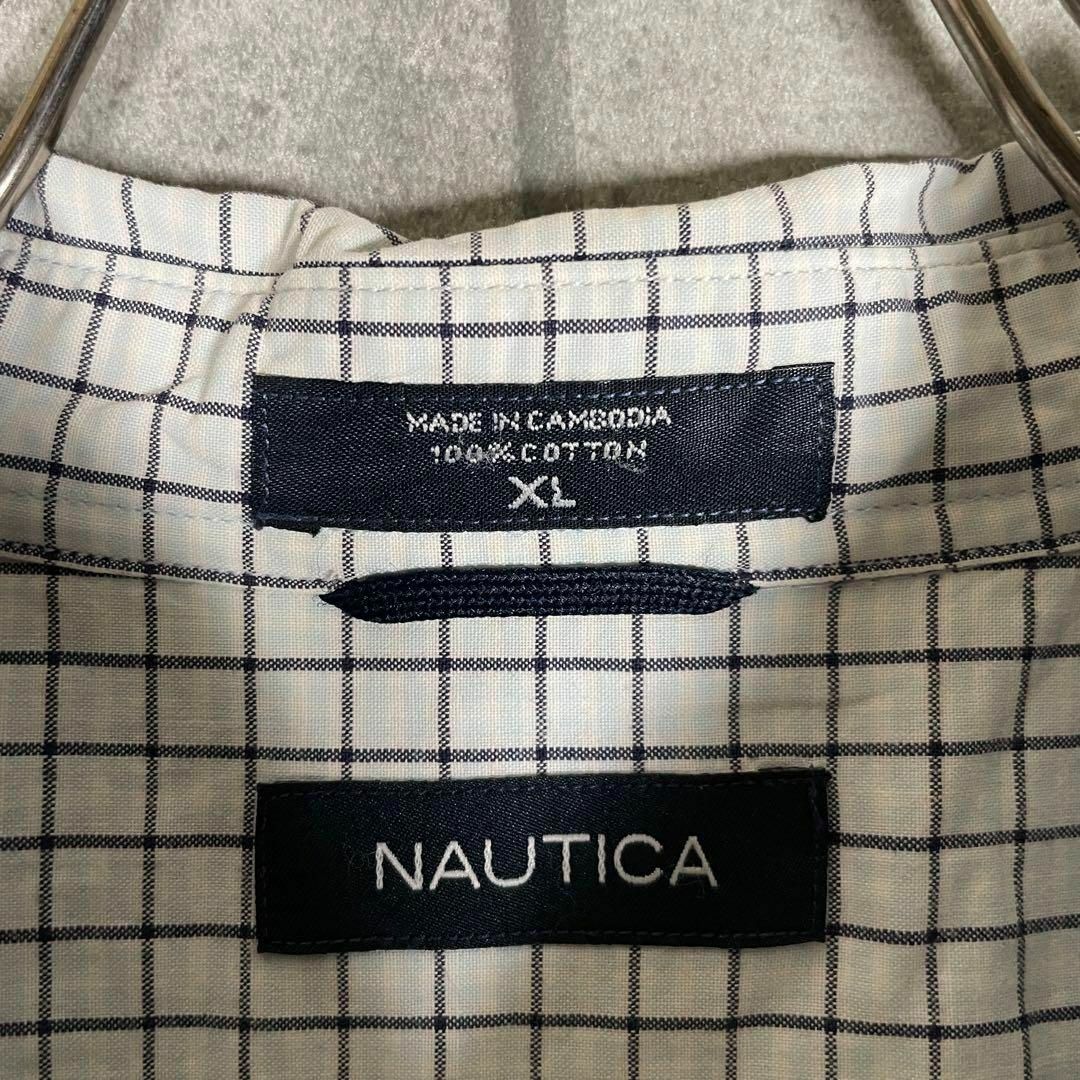 MADE IN CAMBODIA
100% COTTON
XL
NAUTICA